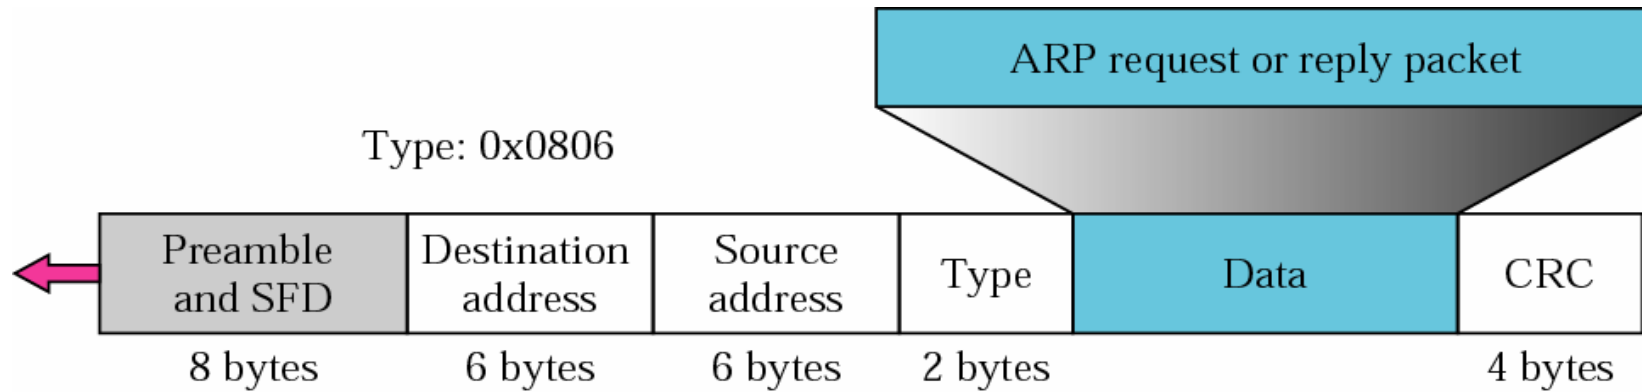 ARP request or reply packet
Type: 0x0806
Preamble
and SFD
Destination
address
Source
address
Type
Data
CRC
8 bytes
6 bytes
6 bytes
2 bytes
4 bytes